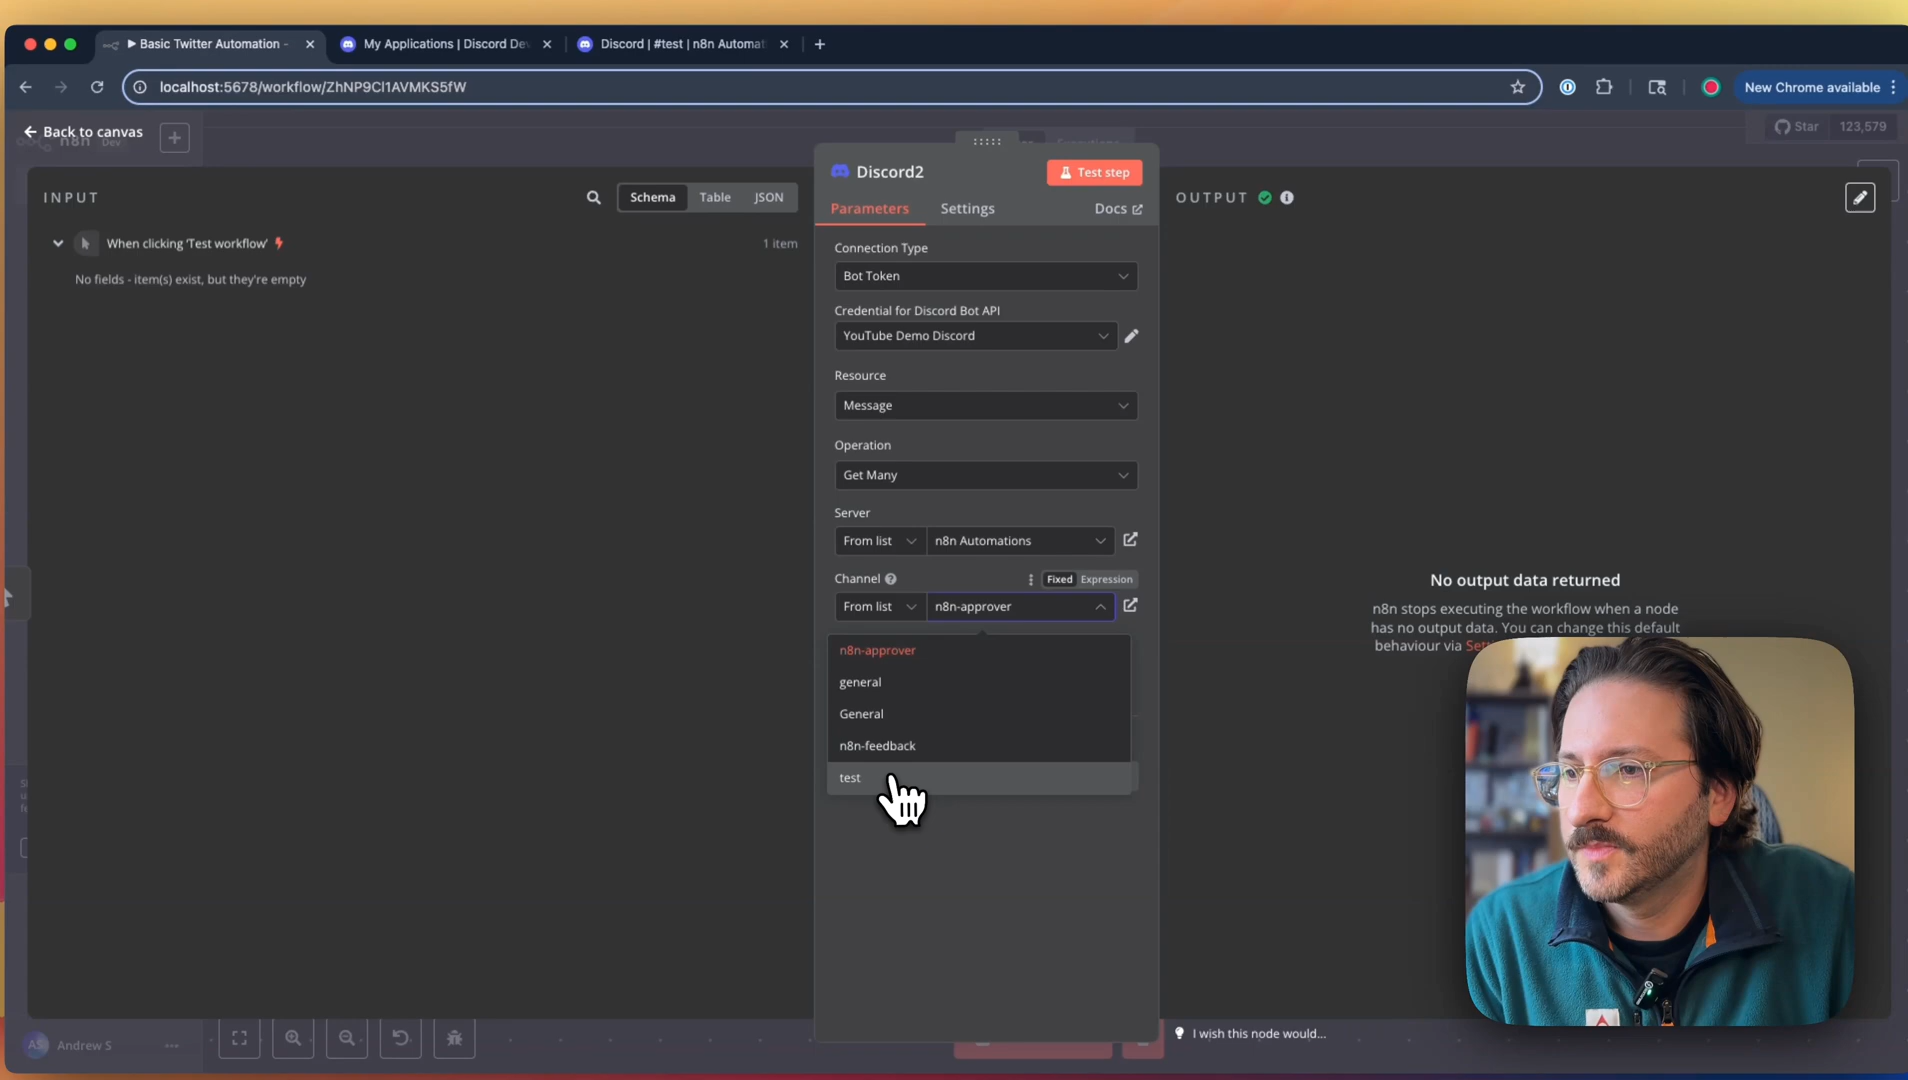 Basic Twitter Automation -
My Applications | Discord De
Discord | #test | n8n Automat
localhost:5678/workflow/ZhNP9Cl1AVMKS5fW
New Chrome available
Back to canvas
n8n Dev
Star 123,579
INPUT
Schema Table JSON
When clicking 'Test workflow'
1 item
No fields - item(s) exist, but they're empty
Discord2
Test step
Parameters Settings Docs
Connection Type
Bot Token
Credential for Discord Bot API
YouTube Demo Discord
Resource
Message
Operation
Get Many
Server
From list n8n Automations
Channel Fixed Expression
From list n8n-approver
n8n-approver
general
General
n8n-feedback
test
OUTPUT
No output data returned
n8n stops executing the workflow when a node
has no output data. You can change this default
behaviour via
I wish this node would...
AS Andrew S